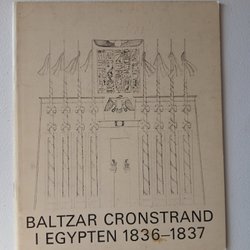 BALTZAR CRONSTRAND
I EGYPTEN 1836–1837